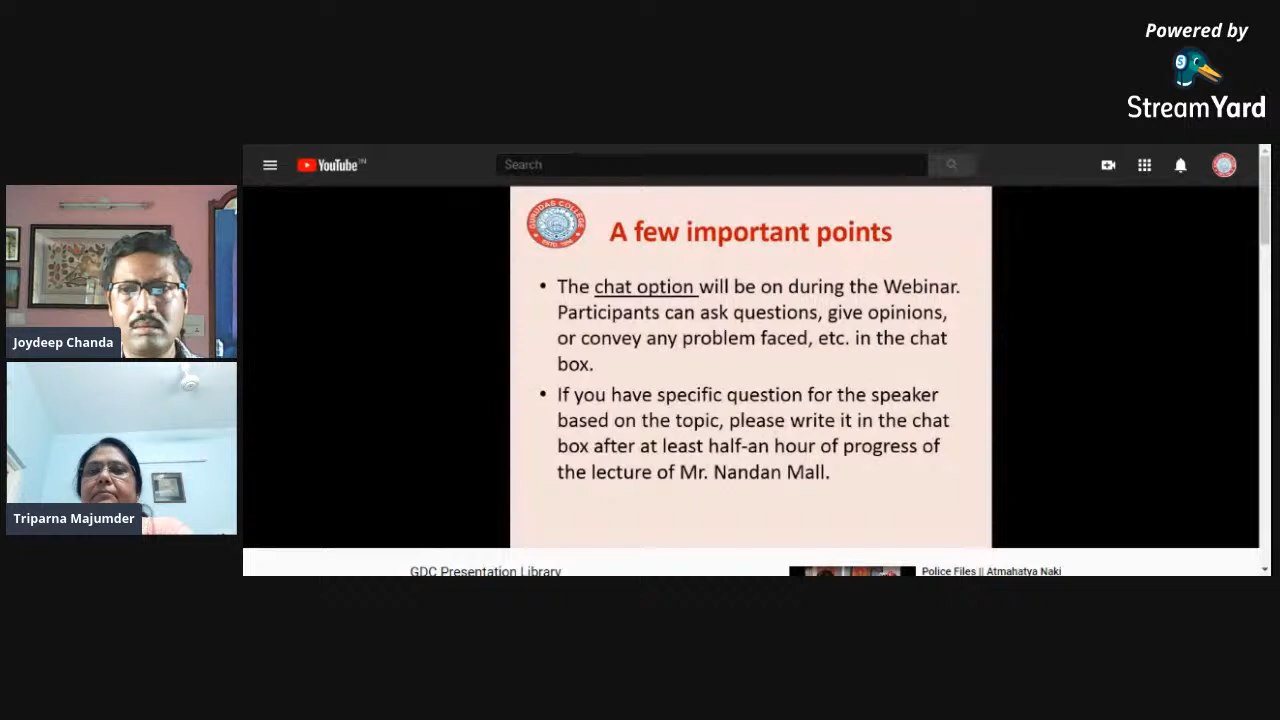 Powered by
StreamYard
YouTube IN
Search
GURUDAS COLLEGE
A few important points
• The chat option will be on during the Webinar.
Participants can ask questions, give opinions,
or convey any problem faced, etc. in the chat
box.
• If you have specific question for the speaker
based on the topic, please write it in the chat
box after at least half-an hour of progress of
the lecture of Mr. Nandan Mall.
Joydeep Chanda
Triparna Majumder
GDC Presentation Library
Police Files || Atmahatya Naki